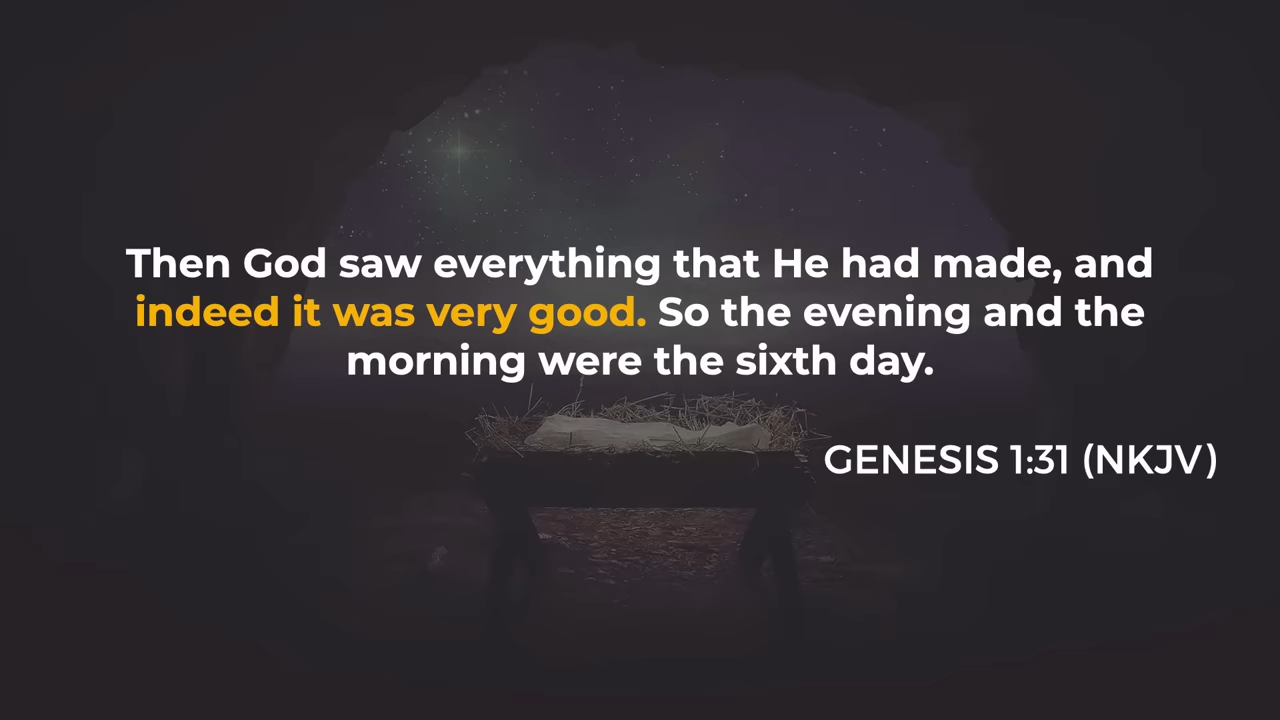 Then God saw everything that He had made, and
indeed it was very good. So the evening and the
morning were the sixth day.
GENESIS 1:31 (NKJV)